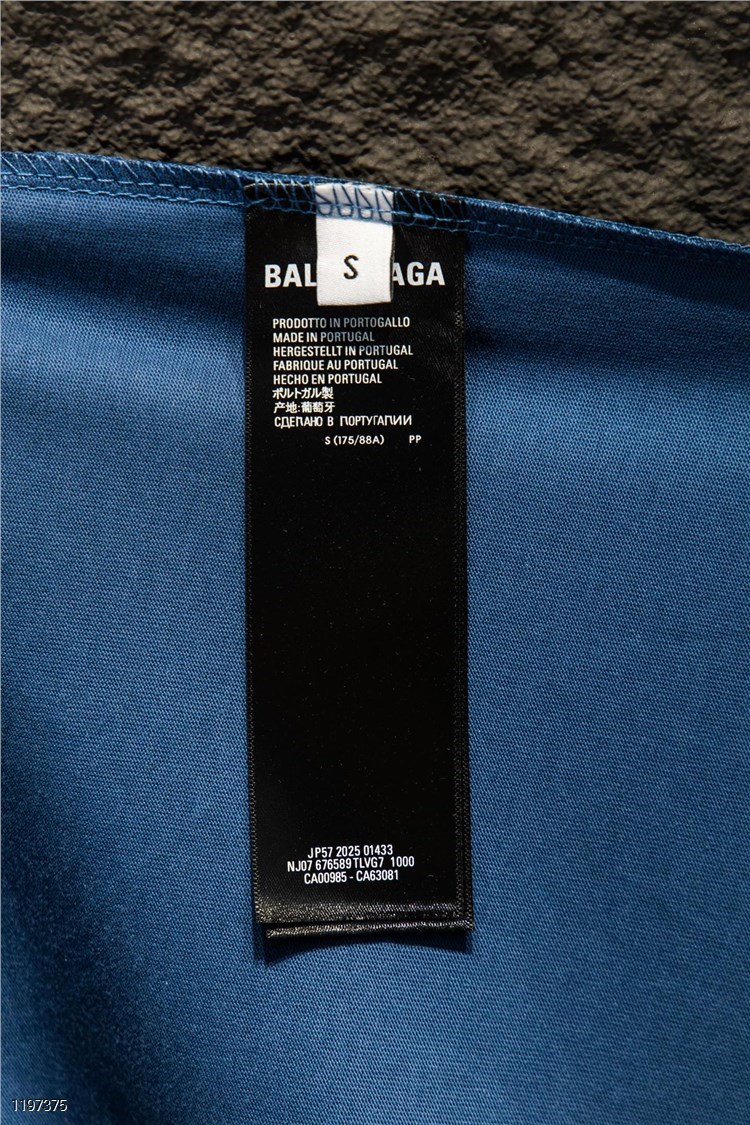 S
BAL AGA
PRODOTTO IN PORTOGALLO
MADE IN PORTUGAL
HERGESTELLT IN PORTUGAL
FABRIQUE AU PORTUGAL
HECHO EN PORTUGAL
ポルトガル製
产地:葡萄牙
СДЕЛАНО В ПОРТУГАЛИИ
S (175/88A) PP
JP57 2025 01433
NJ07 676589 TLVG7 1000
CA00985 - CA63081
1197375